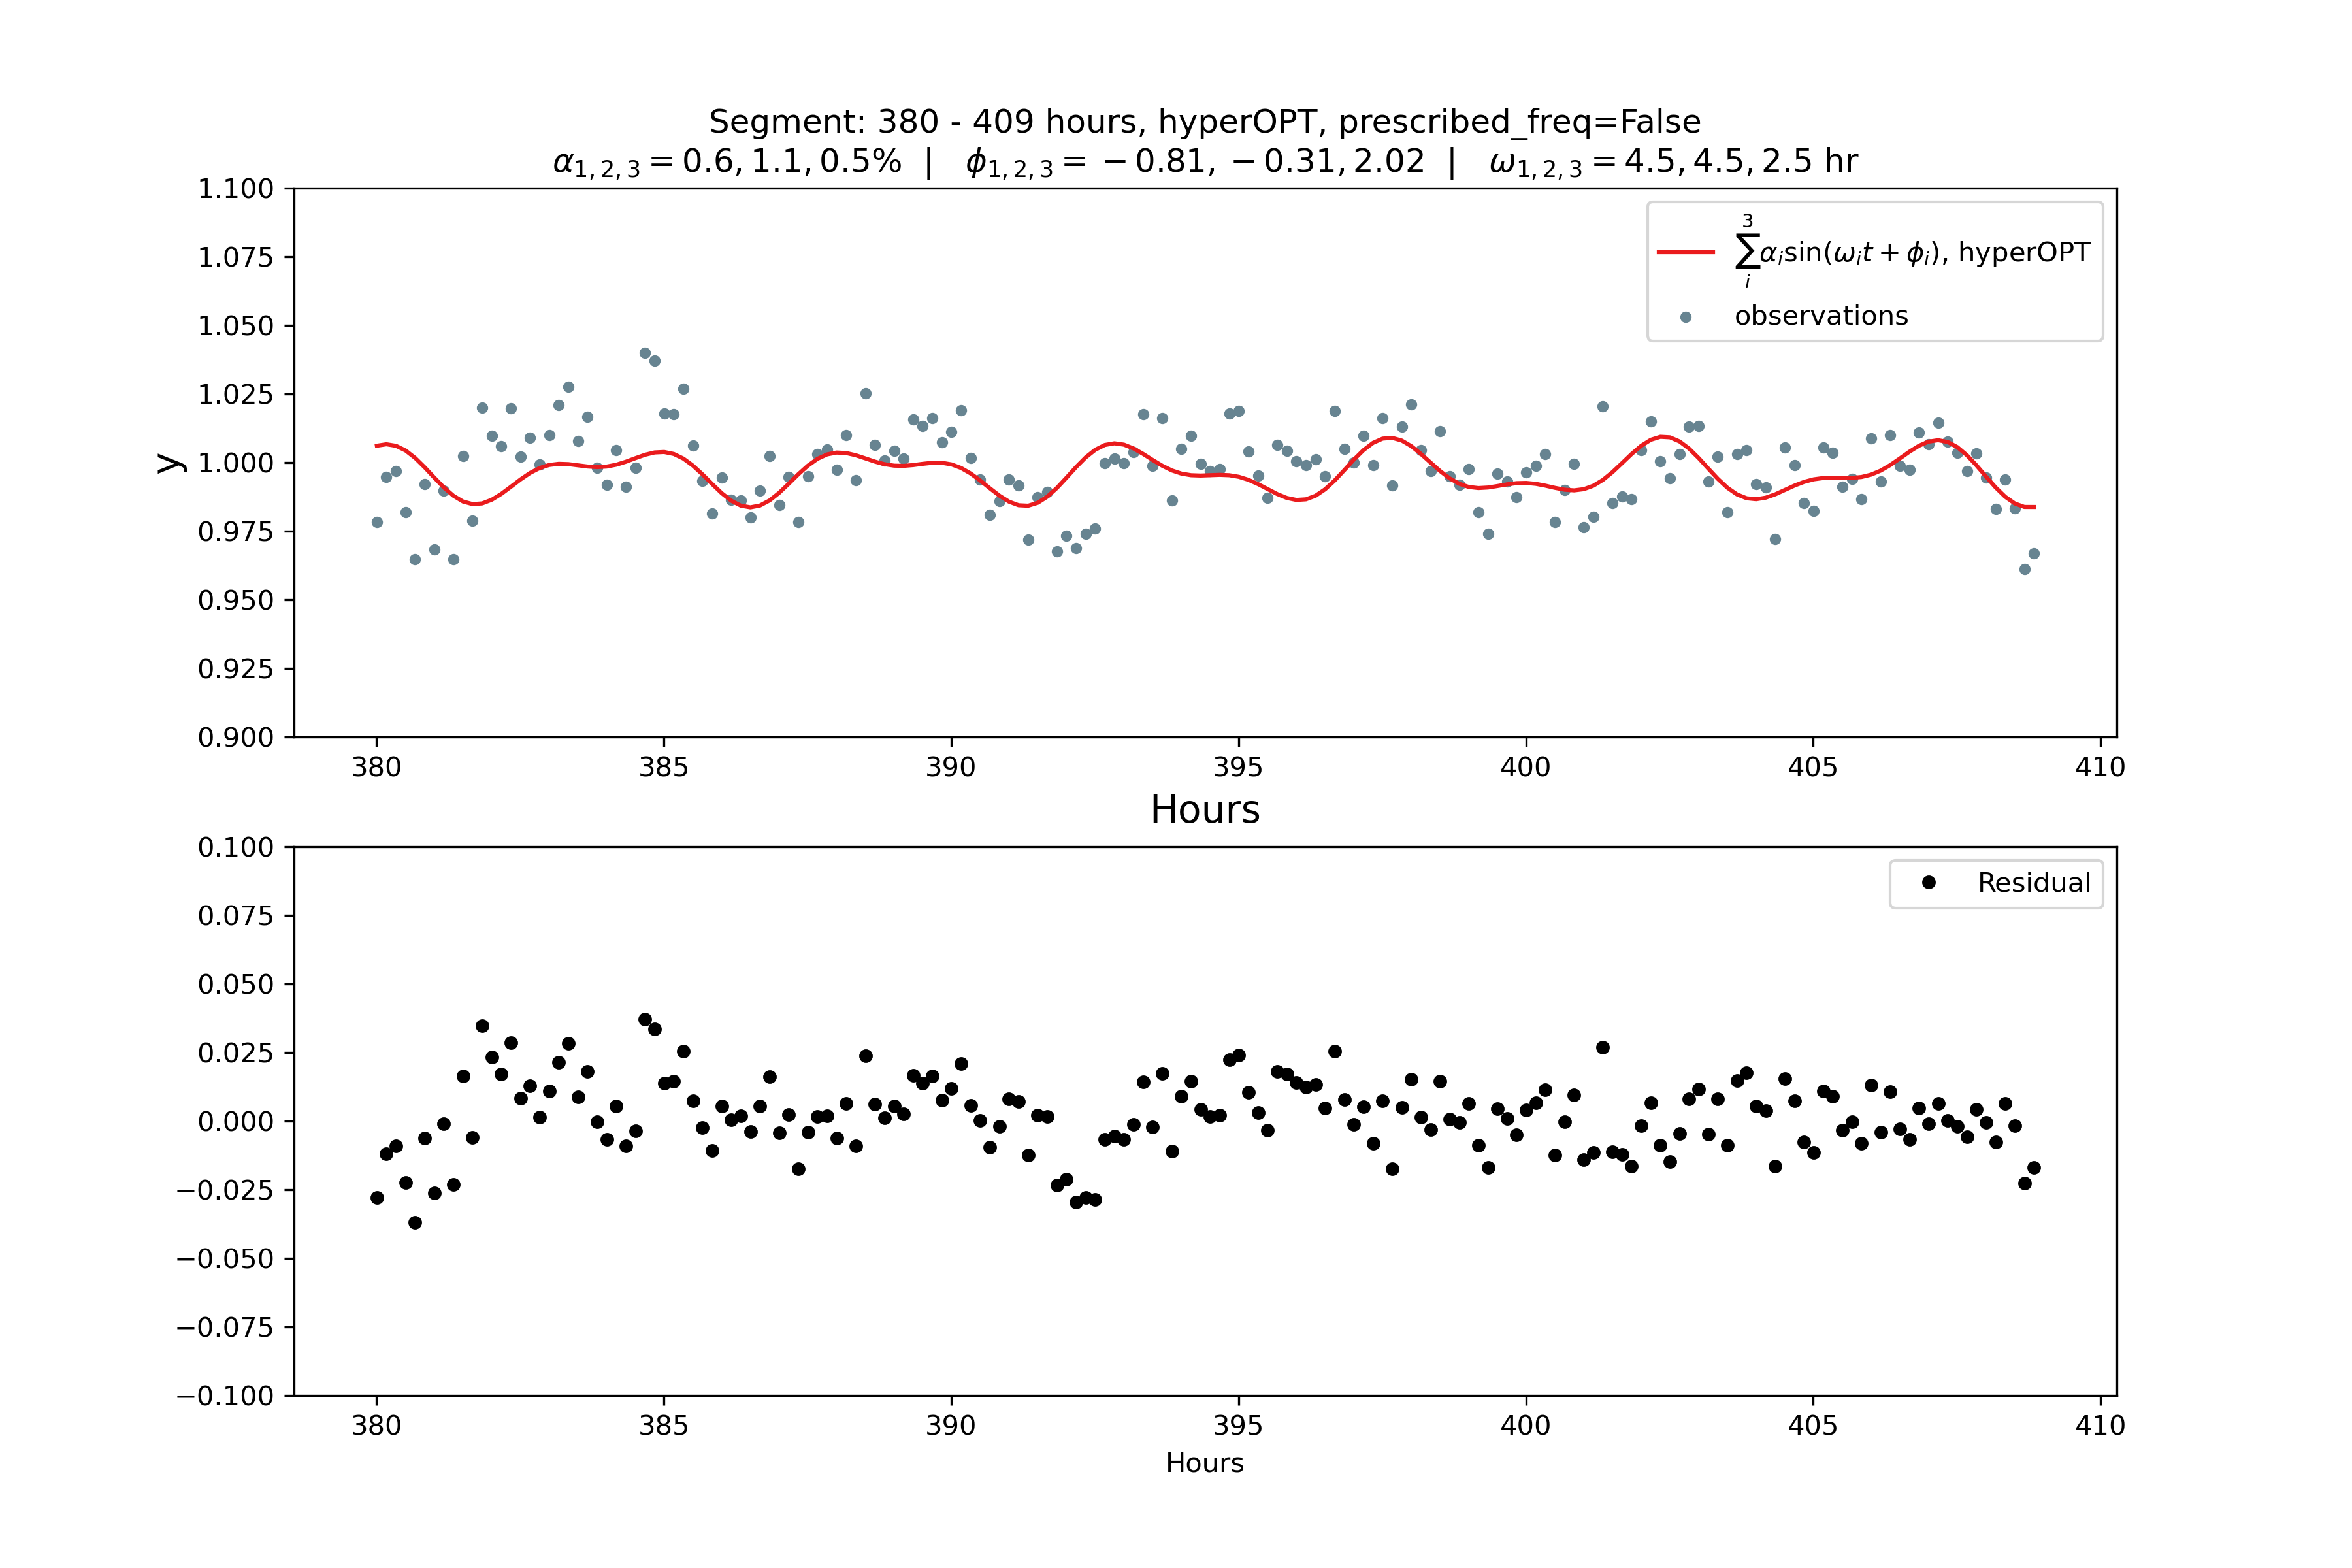 Segment: 380 - 409 hours, hyperOPT, prescribed_freq=False
α1,2,3 = 0.6, 1.1, 0.5% | ϕ1,2,3 = −0.81, −0.31, 2.02 | ω1,2,3 = 4.5, 4.5, 2.5 hr
1.100
1.075
1.050
1.025
1.000
0.975
0.950
0.925
0.900
y
3
∑ αi sin(ωit + ϕi), hyperOPT
i
observations
380 385 390 395 400 405 410
Hours
0.100
0.075
0.050
0.025
0.000
−0.025
−0.050
−0.075
−0.100
Residual
380 385 390 395 400 405 410
Hours